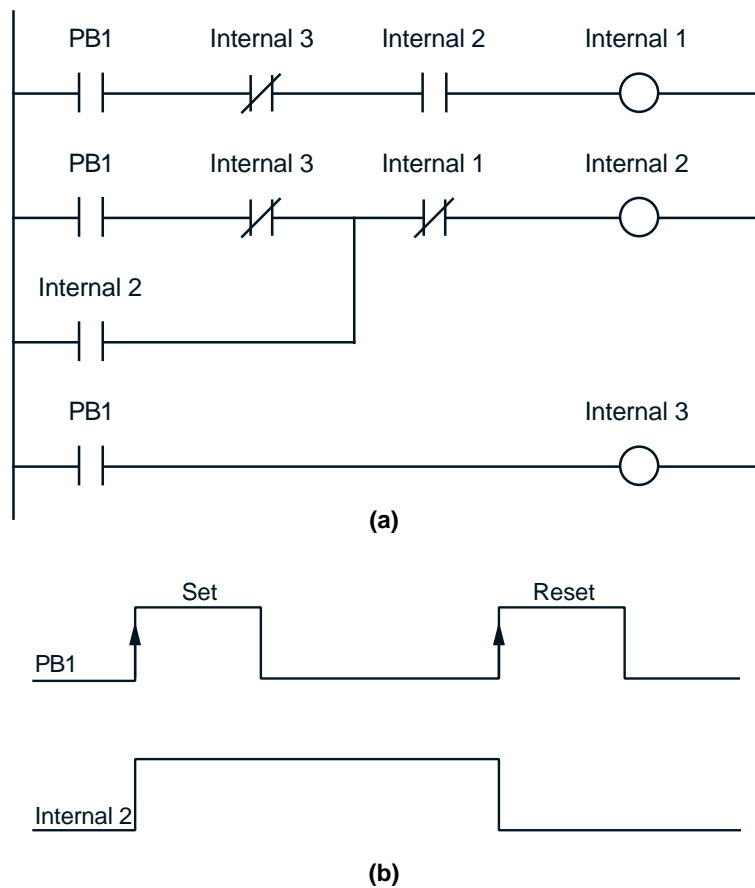 PB1 Internal 3 Internal 2 Internal 1
PB1 Internal 3 Internal 1 Internal 2
Internal 2
PB1 Internal 3
(a)
Set Reset
PB1
Internal 2
(b)